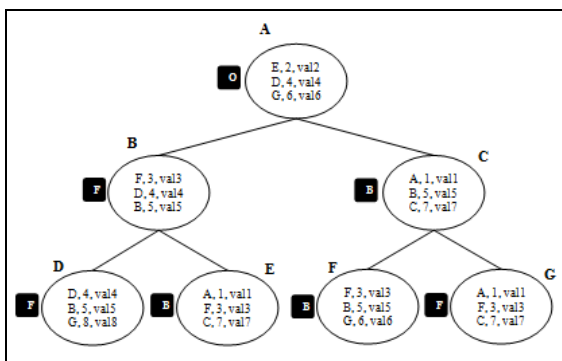 A
O
E, 2, val2
D, 4, val4
G, 6, val6
B
C
F
F, 3, val3
D, 4, val4
B, 5, val5
B
A, 1, val1
B, 5, val5
C, 7, val7
D
E
F
G
F
D, 4, val4
B, 5, val5
G, 8, val8
B
A, 1, val1
F, 3, val3
C, 7, val7
B
F, 3, val3
B, 5, val5
G, 6, val6
F
A, 1, val1
F, 3, val3
C, 7, val7